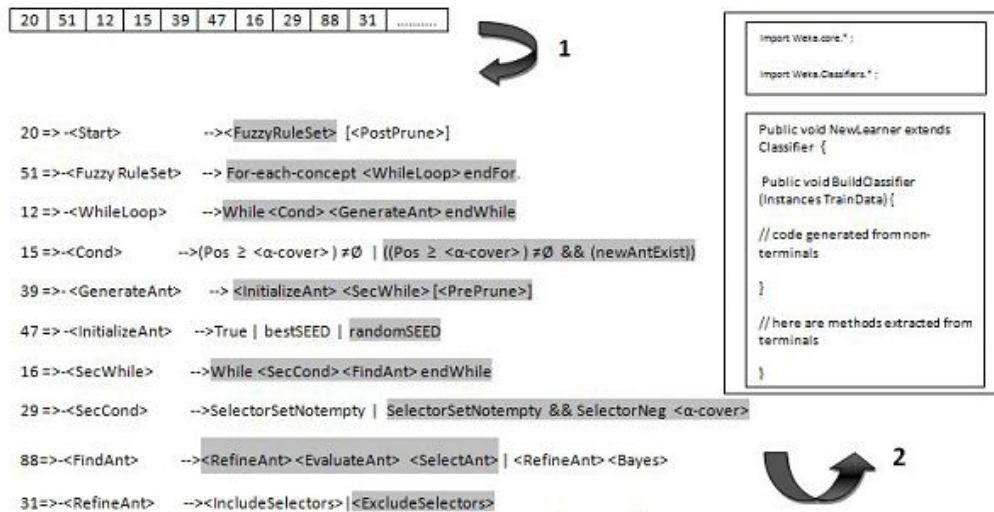 20 51 12 15 39 47 16 29 88 31 ..........
1
20 => -<Start> --><FuzzyRuleSet> [<PostPrune>]
51 =>-<Fuzzy RuleSet> --> For-each-concept <WhileLoop> endFor.
12 =>-<WhileLoop> -->While <Cond> <GenerateAnt> endWhile
15 =>-<Cond> -->(Pos ≥ <α-cover> ) ≠Ø | ((Pos ≥ <α-cover> ) ≠Ø && (newAntExist))
39 =>- <GenerateAnt> --> <InitializeAnt> <SecWhile> [<PrePrune>]
47 =>-<InitializeAnt> -->True | bestSEED | randomSEED
16 =>-<SecWhile> -->While <SecCond> <FindAnt> endWhile
29 =>-<SecCond> -->SelectorSetNotempty | SelectorSetNotempty && SelectorNeg <α-cover>
88=>-<FindAnt> --><RefineAnt> <EvaluateAnt> <SelectAnt> | <RefineAnt> <Bayes>
31=>-<RefineAnt> --><IncludeSelectors>|<ExcludeSelectors>
Import Weka.core.* ;
Import Weka.Classifiers.* ;
Public void NewLearner extends
Classifier {
Public void BuildClassifier
(Instances TrainData) {
// code generated from non-
terminals
}
// here are methods extracted from
terminals
}
2